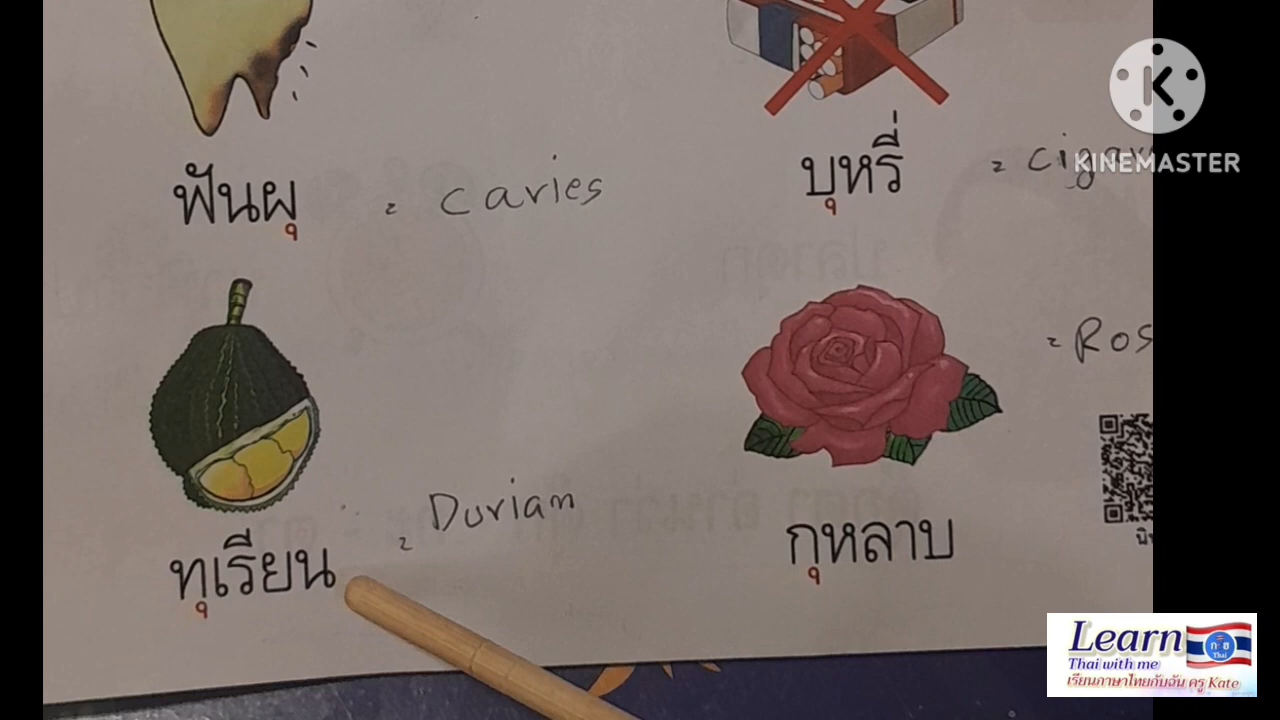 ฟันผุ = caries
บุหรี่
KINEMASTER
ทุเรียน = Durian
กุหลาบ
Learn
Thai with me
เรียนภาษาไทยกับฉัน ครู Kate